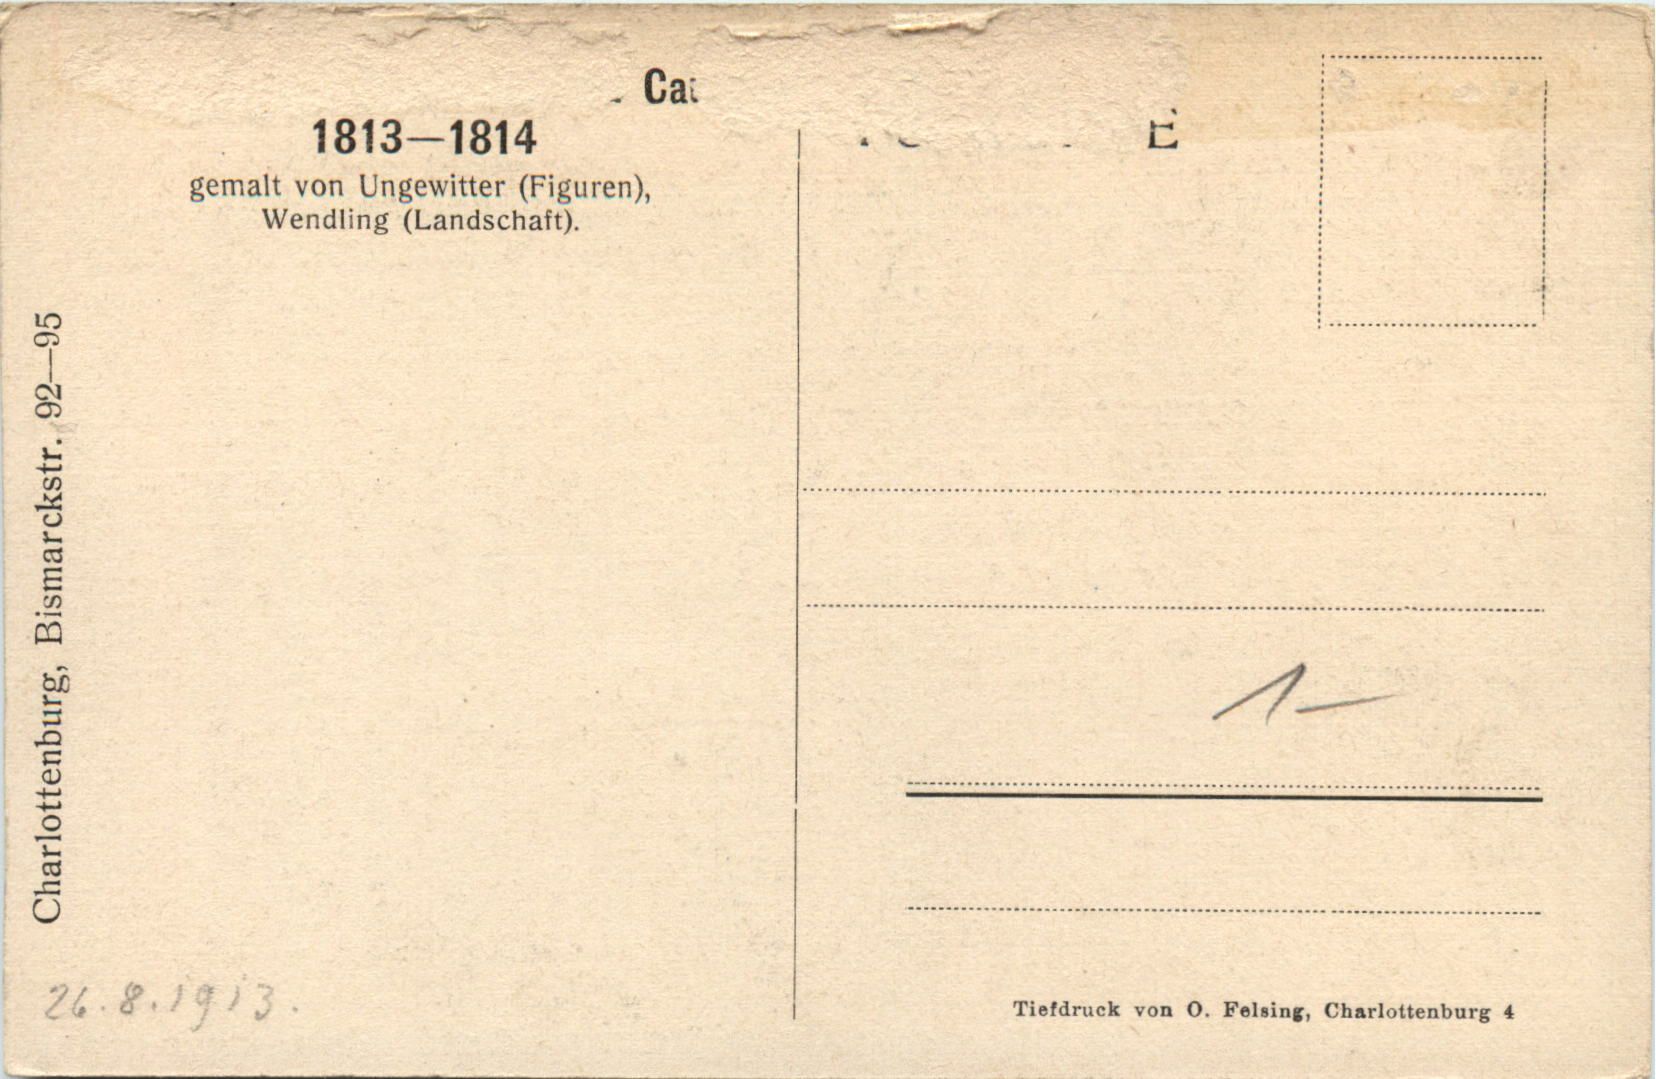 1813—1814
gemalt von Ungewitter (Figuren),
Wendling (Landschaft).
Charlottenburg, Bismarckstr. 92—95
26.8.1913.
1-
Tiefdruck von O. Felsing, Charlottenburg 4